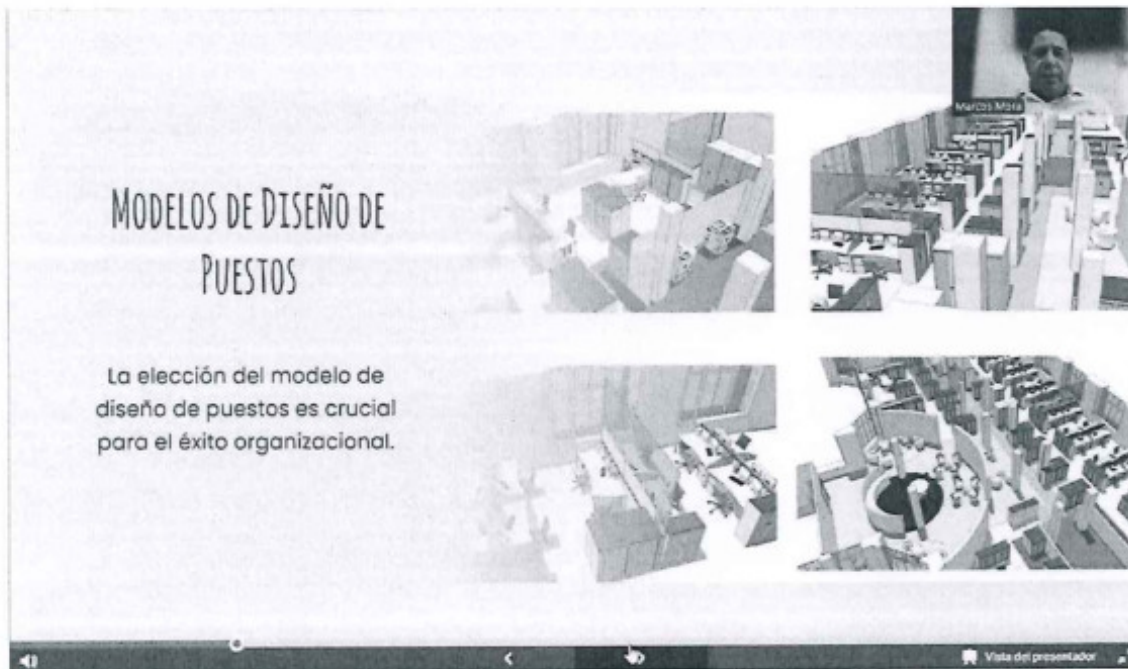 Marcos Mora
MODELOS DE DISEÑO DE
PUESTOS
La elección del modelo de
diseño de puestos es crucial
para el éxito organizacional.
Vista del presentador